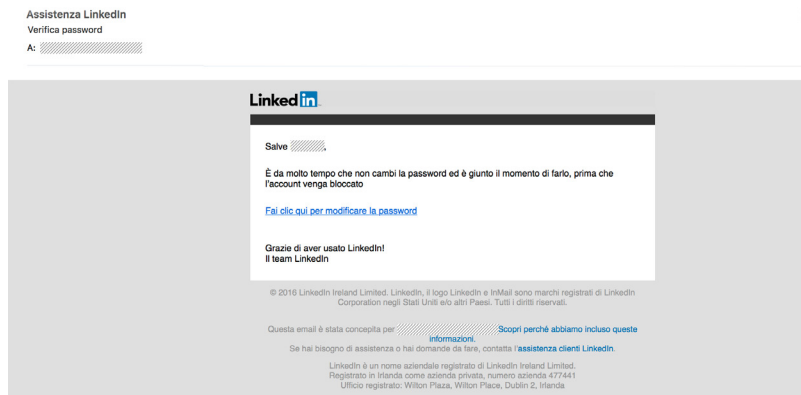 Assistenza LinkedIn
Verifica password
A:
Linked in
Salve ,
È da molto tempo che non cambi la password ed è giunto il momento di farlo, prima che
l'account venga bloccato
Fai clic qui per modificare la password
Grazie di aver usato LinkedIn!
Il team LinkedIn
© 2016 LinkedIn Ireland Limited. LinkedIn, il logo LinkedIn e InMail sono marchi registrati di LinkedIn
Corporation negli Stati Uniti e/o altri Paesi. Tutti i diritti riservati.
Questa email è stata concepita per Scopri perché abbiamo incluso queste
informazioni.
Se hai bisogno di assistenza o hai domande da fare, contatta l'assistenza clienti LinkedIn.
LinkedIn è un nome aziendale registrato di LinkedIn Ireland Limited.
Registrato in Irlanda come azienda privata, numero azienda 477441
Ufficio registrato: Wilton Plaza, Wilton Place, Dublin 2, Irlanda